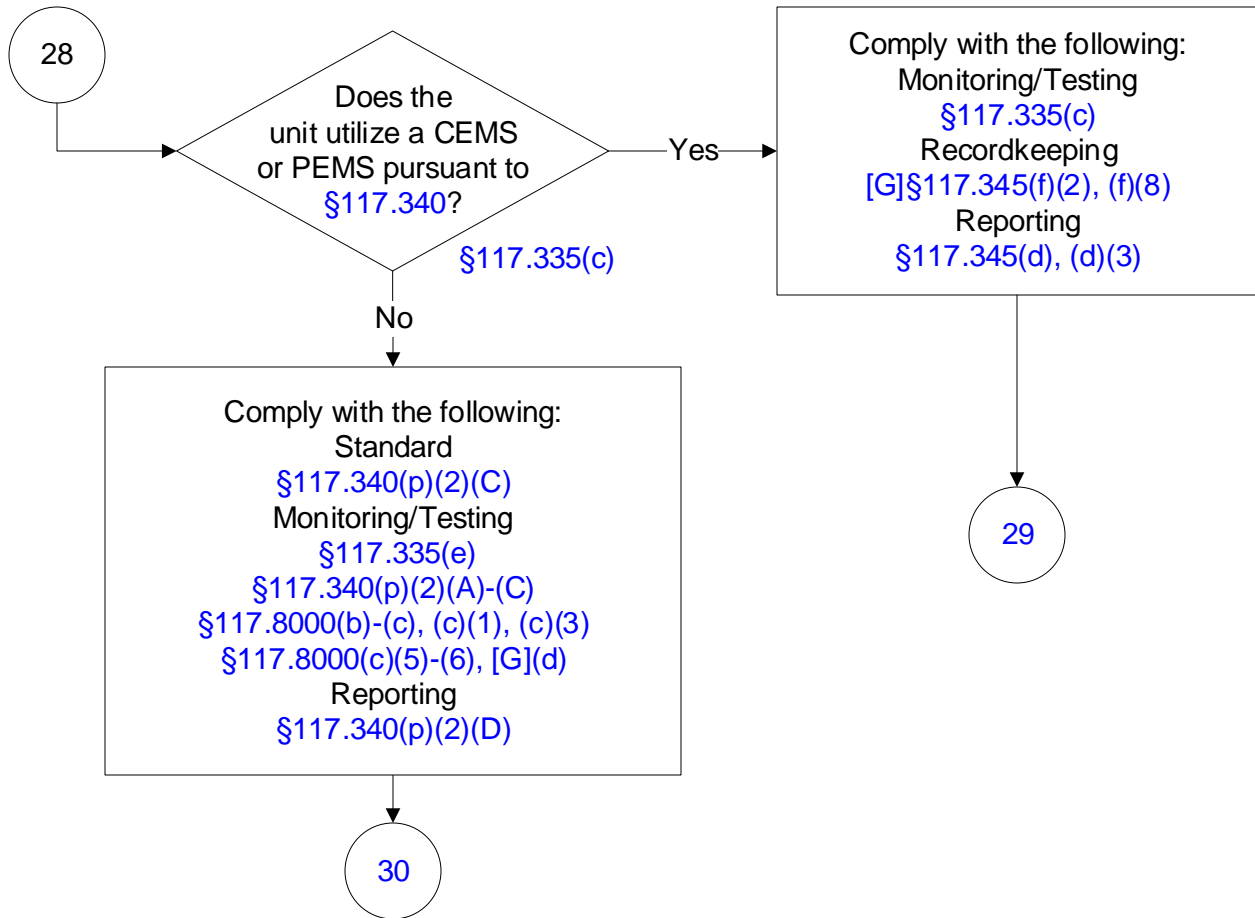 28
Does the
unit utilize a CEMS
or PEMS pursuant to
§117.340?
§117.335(c)
Yes
Comply with the following:
Monitoring/Testing
§117.335(c)
Recordkeeping
[G]§117.345(f)(2), (f)(8)
Reporting
§117.345(d), (d)(3)
29
No
Comply with the following:
Standard
§117.340(p)(2)(C)
Monitoring/Testing
§117.335(e)
§117.340(p)(2)(A)-(C)
§117.8000(b)-(c), (c)(1), (c)(3)
§117.8000(c)(5)-(6), [G](d)
Reporting
§117.340(p)(2)(D)
30